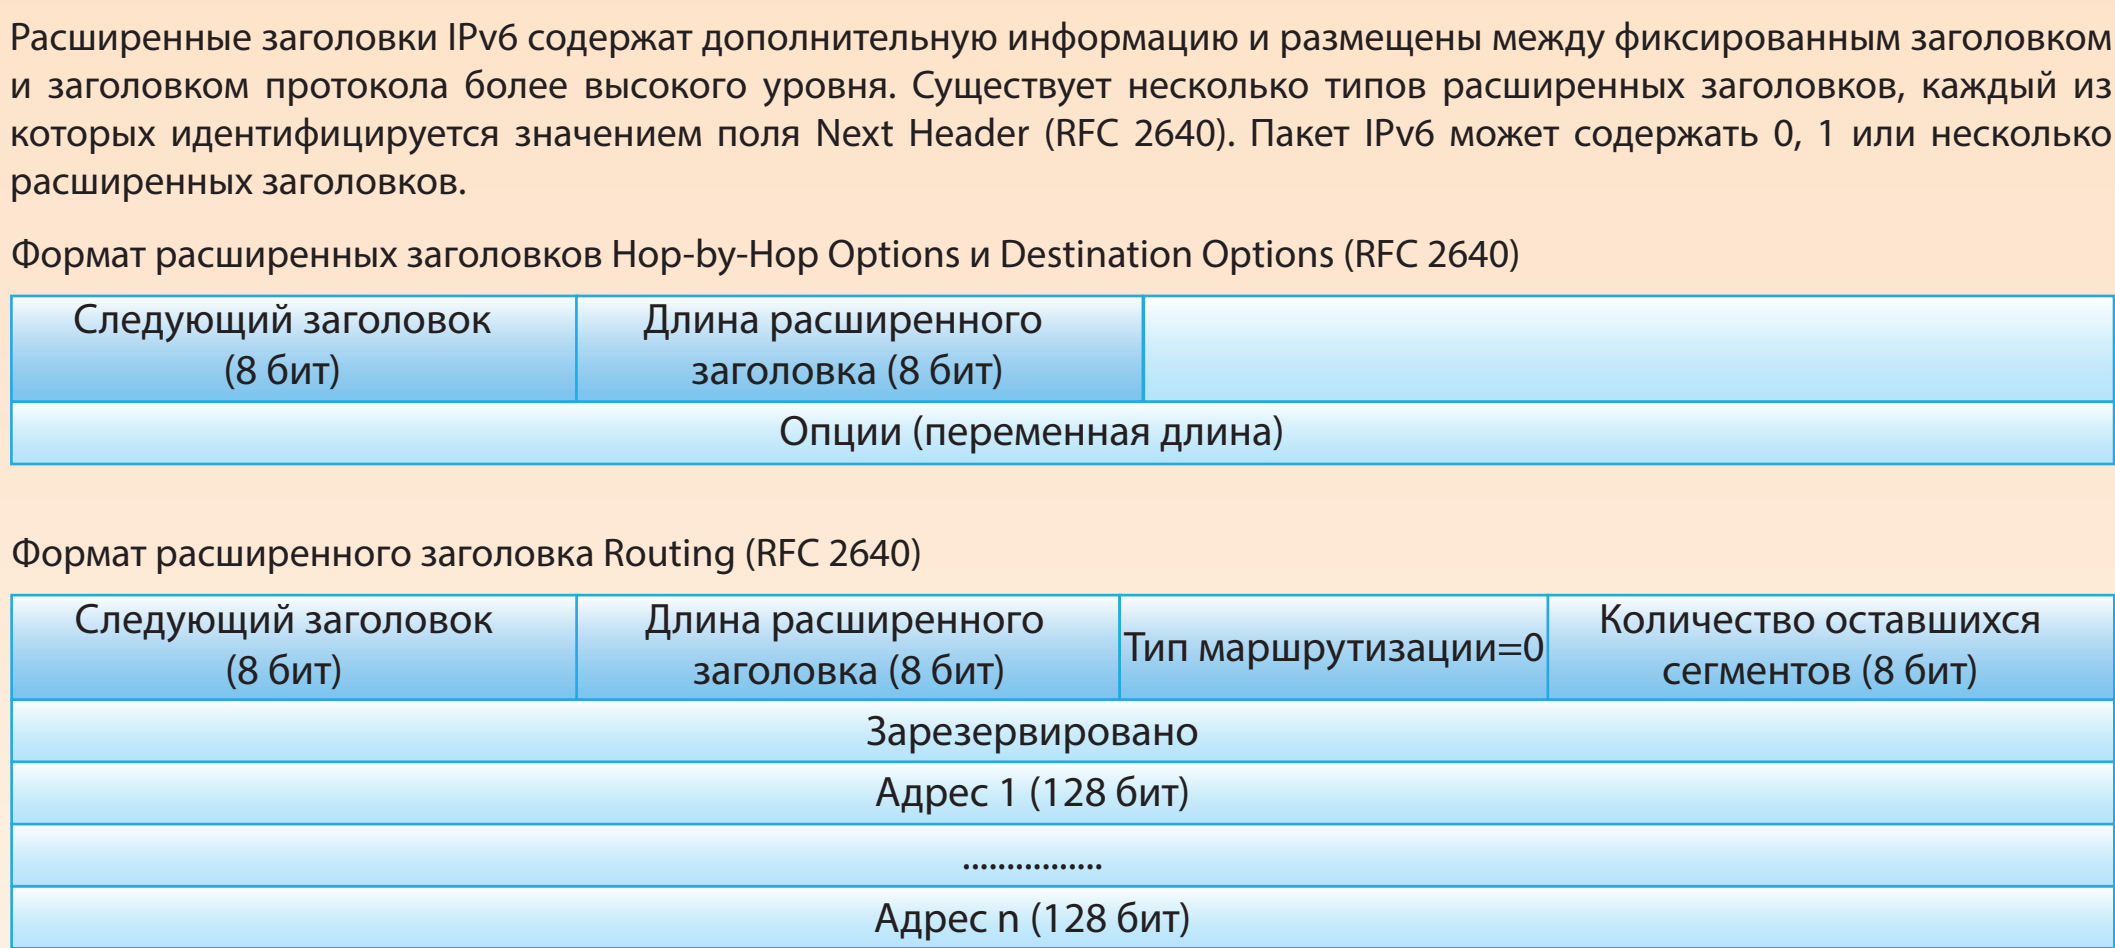 Расширенные заголовки IPv6 содержат дополнительную информацию и размещены между фиксированным заголовком
и заголовком протокола более высокого уровня. Существует несколько типов расширенных заголовков, каждый из
которых идентифицируется значением поля Next Header (RFC 2640). Пакет IPv6 может содержать 0, 1 или несколько
расширенных заголовков.
Формат расширенных заголовков Hop-by-Hop Options и Destination Options (RFC 2640)
Следующий заголовок
(8 бит)
Длина расширенного
заголовка (8 бит)
Опции (переменная длина)
Формат расширенного заголовка Routing (RFC 2640)
Следующий заголовок
(8 бит)
Длина расширенного
заголовка (8 бит)
Тип маршрутизации=0
Количество оставшихся
сегментов (8 бит)
Зарезервировано
Адрес 1 (128 бит)
................
Адрес n (128 бит)